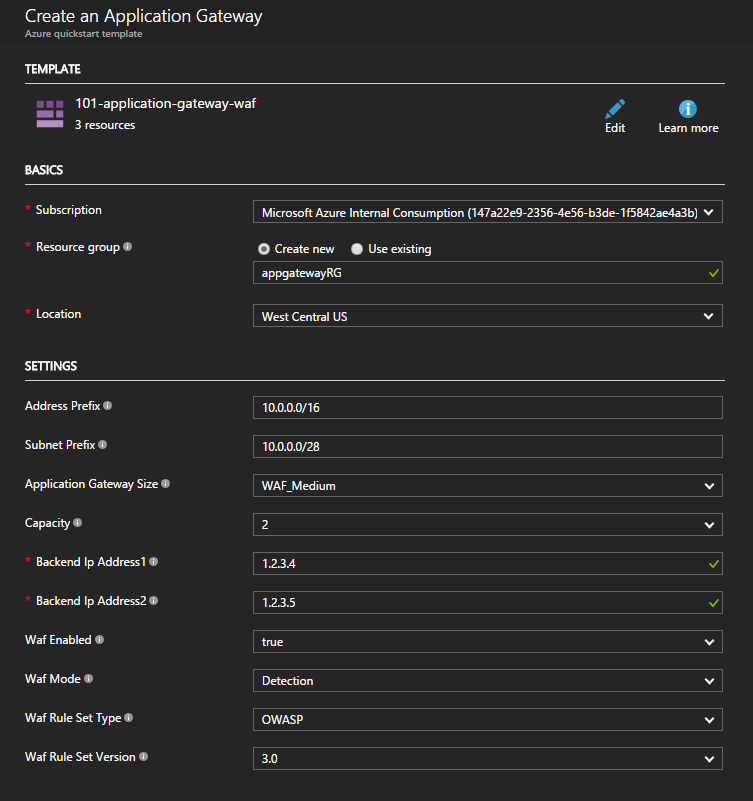 Create an Application Gateway
Azure quickstart template
TEMPLATE
101-application-gateway-waf
3 resources
Edit
Learn more
BASICS
* Subscription
Microsoft Azure Internal Consumption (147a22e9-2356-4e56-b3de-1f5842ae4a3b)
* Resource group
Create new
Use existing
appgatewayRG
* Location
West Central US
SETTINGS
Address Prefix
10.0.0.0/16
Subnet Prefix
10.0.0.0/28
Application Gateway Size
WAF_Medium
Capacity
2
* Backend Ip Address1
1.2.3.4
* Backend Ip Address2
1.2.3.5
Waf Enabled
true
Waf Mode
Detection
Waf Rule Set Type
OWASP
Waf Rule Set Version
3.0